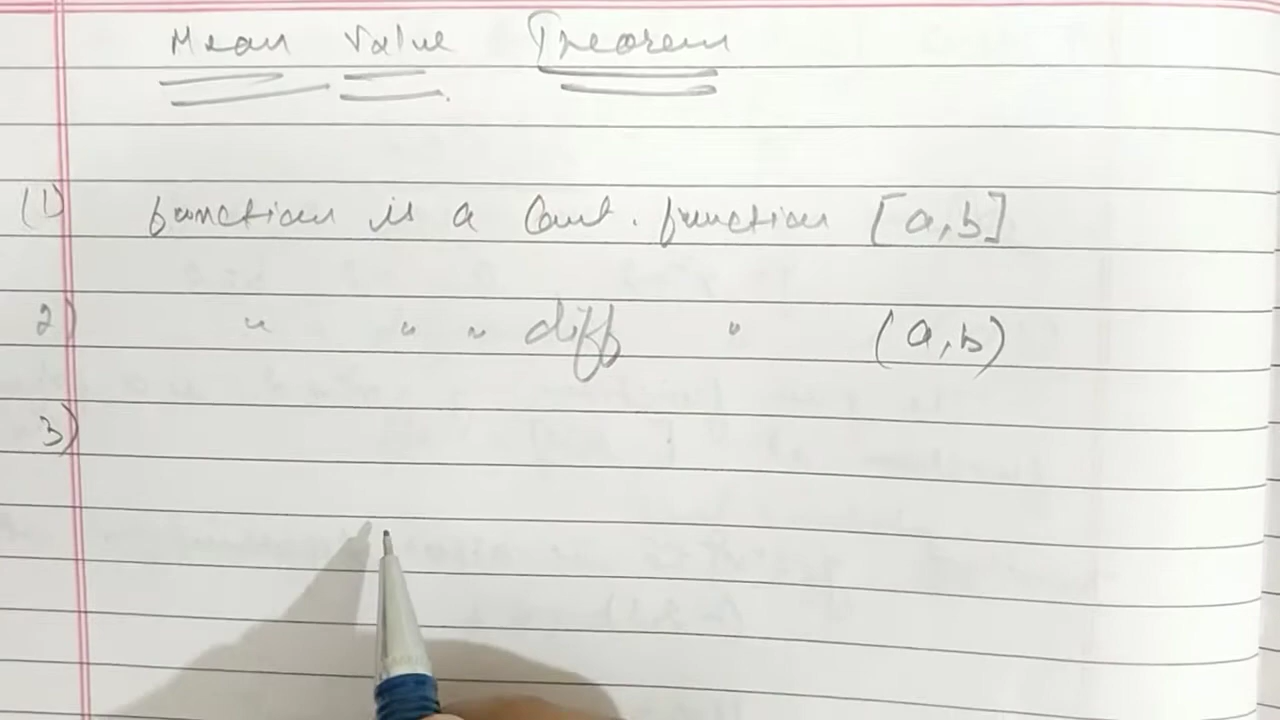 Mean Value Theorem
(1) function is a Cont. function [a,b]
2) " " " diff " (a,b)
3)